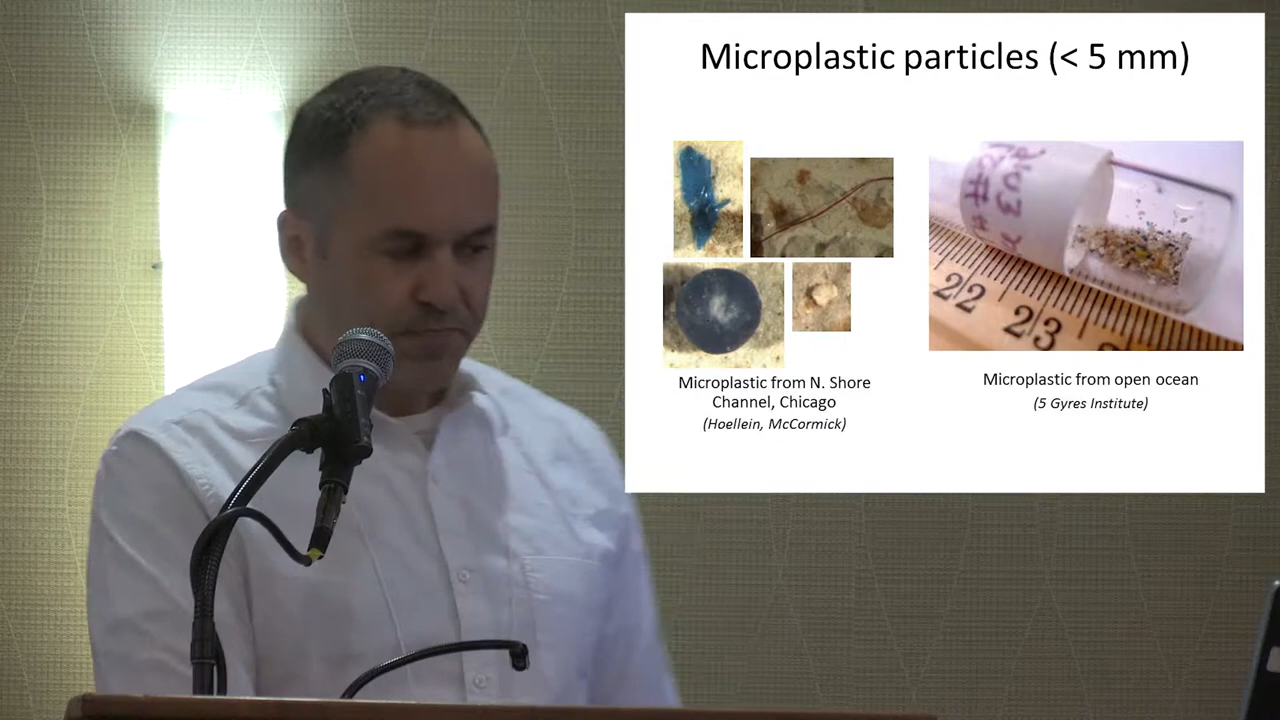 Microplastic particles (< 5 mm)
Microplastic from N. Shore
Channel, Chicago
(Hoellein, McCormick)
22
23
Microplastic from open ocean
(5 Gyres Institute)